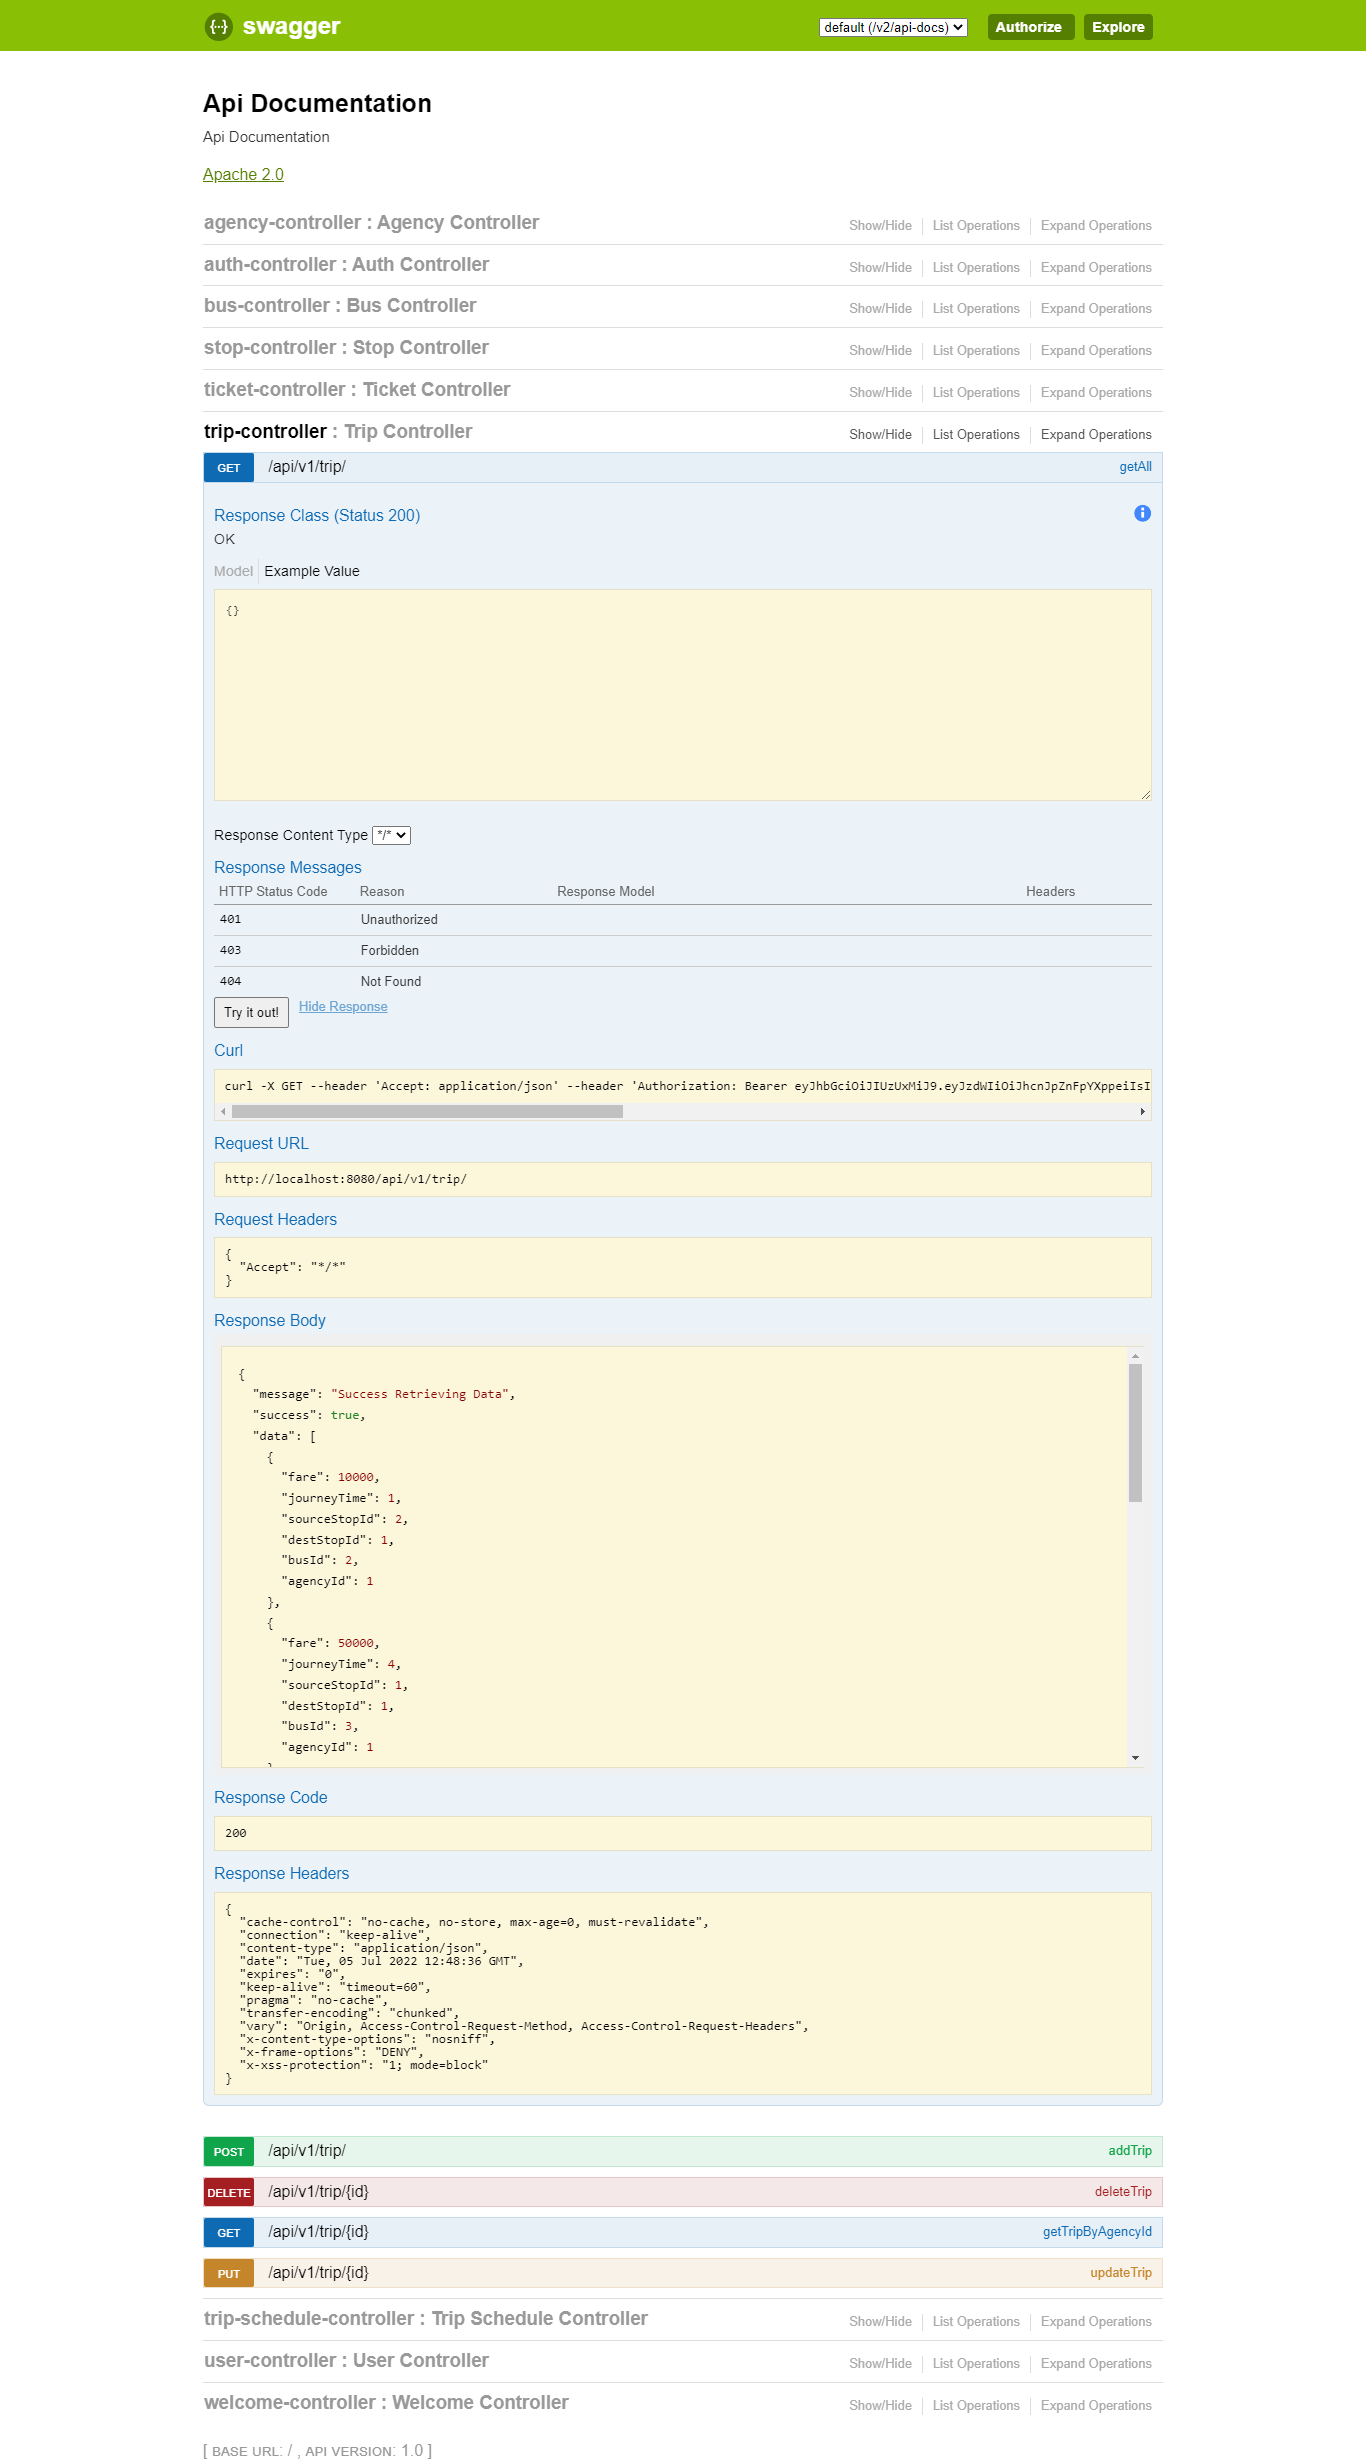 swagger
default (/v2/api-docs)
Authorize
Explore
Api Documentation
Api Documentation
Apache 2.0
agency-controller : Agency Controller
Show/Hide
List Operations
Expand Operations
auth-controller : Auth Controller
Show/Hide
List Operations
Expand Operations
bus-controller : Bus Controller
Show/Hide
List Operations
Expand Operations
stop-controller : Stop Controller
Show/Hide
List Operations
Expand Operations
ticket-controller : Ticket Controller
Show/Hide
List Operations
Expand Operations
trip-controller : Trip Controller
Show/Hide
List Operations
Expand Operations
GET /api/v1/trip/ getAll
Response Class (Status 200)
OK
Model Example Value
{}
Response Content Type */*
Response Messages
HTTP Status Code Reason Response Model Headers
401 Unauthorized
403 Forbidden
404 Not Found
Try it out! Hide Response
Curl
curl -X GET --header 'Accept: application/json' --header 'Authorization: Bearer eyJhbGciOiJIUzUxMiJ9.eyJzdWIiOiJhcnJpZnFpYXppeiIsI
Request URL
http://localhost:8080/api/v1/trip/
Request Headers
{
"Accept": "*/*"
}
Response Body
{
"message": "Success Retrieving Data",
"success": true,
"data": [
{
"fare": 10000,
"journeyTime": 1,
"sourceStopId": 2,
"destStopId": 1,
"busId": 2,
"agencyId": 1
},
{
"fare": 50000,
"journeyTime": 4,
"sourceStopId": 1,
"destStopId": 1,
"busId": 3,
"agencyId": 1
Response Code
200
Response Headers
{
"cache-control": "no-cache, no-store, max-age=0, must-revalidate",
"connection": "keep-alive",
"content-type": "application/json",
"date": "Tue, 05 Jul 2022 12:48:36 GMT",
"expires": "0",
"keep-alive": "timeout=60",
"pragma": "no-cache",
"transfer-encoding": "chunked",
"vary": "Origin, Access-Control-Request-Method, Access-Control-Request-Headers",
"x-content-type-options": "nosniff",
"x-frame-options": "DENY",
"x-xss-protection": "1; mode=block"
}
POST /api/v1/trip/ addTrip
DELETE /api/v1/trip/{id} deleteTrip
GET /api/v1/trip/{id} getTripByAgencyId
PUT /api/v1/trip/{id} updateTrip
trip-schedule-controller : Trip Schedule Controller
Show/Hide
List Operations
Expand Operations
user-controller : User Controller
Show/Hide
List Operations
Expand Operations
welcome-controller : Welcome Controller
Show/Hide
List Operations
Expand Operations
[ BASE URL: / , API VERSION: 1.0 ]